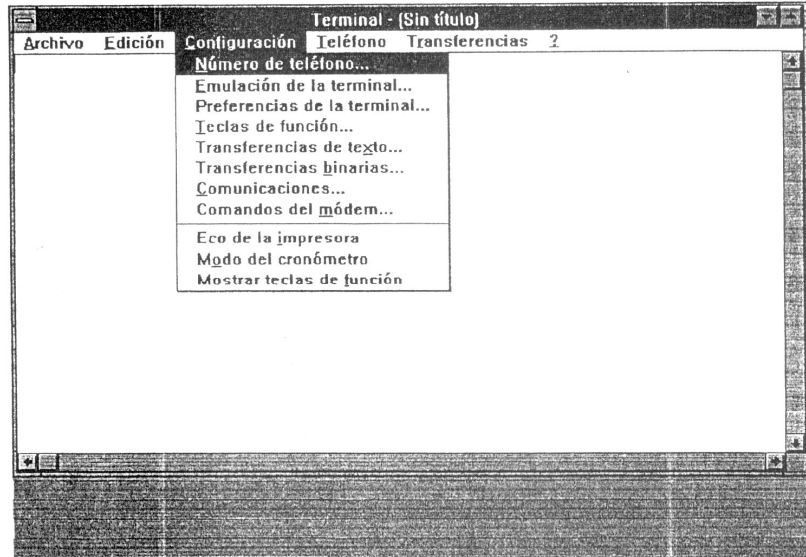 Terminal - (Sin título)
Archivo Edición Configuración Teléfono Transferencias ?
Número de teléfono...
Emulación de la terminal...
Preferencias de la terminal...
Teclas de función...
Transferencias de texto...
Transferencias binarias...
Comunicaciones...
Comandos del módem...
Eco de la impresora
Modo del cronómetro
Mostrar teclas de función